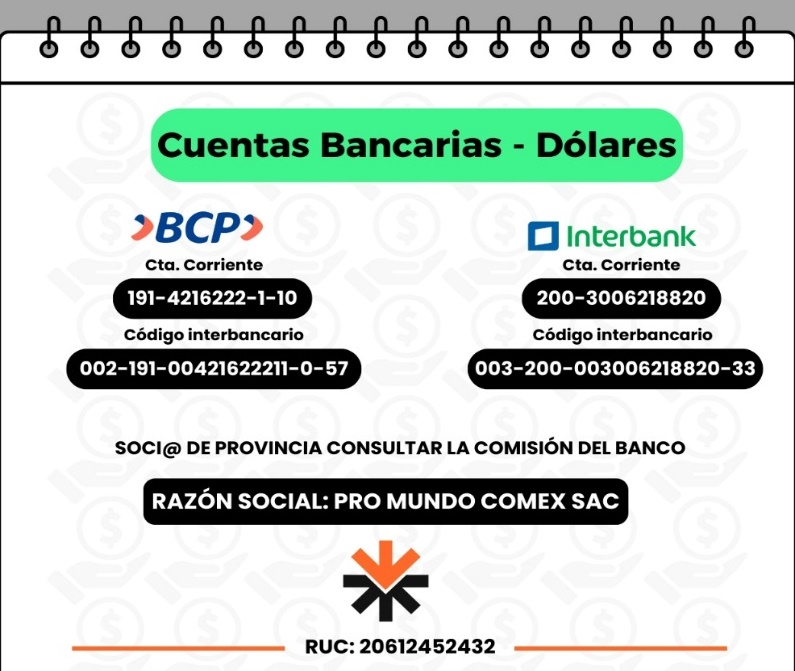 Cuentas Bancarias - Dólares
BCP
Cta. Corriente
191-4216222-1-10
Código interbancario
002-191-00421622211-0-57
Interbank
Cta. Corriente
200-3006218820
Código interbancario
003-200-003006218820-33
SOCI@ DE PROVINCIA CONSULTAR LA COMISIÓN DEL BANCO
RAZÓN SOCIAL: PRO MUNDO COMEX SAC
RUC: 20612452432